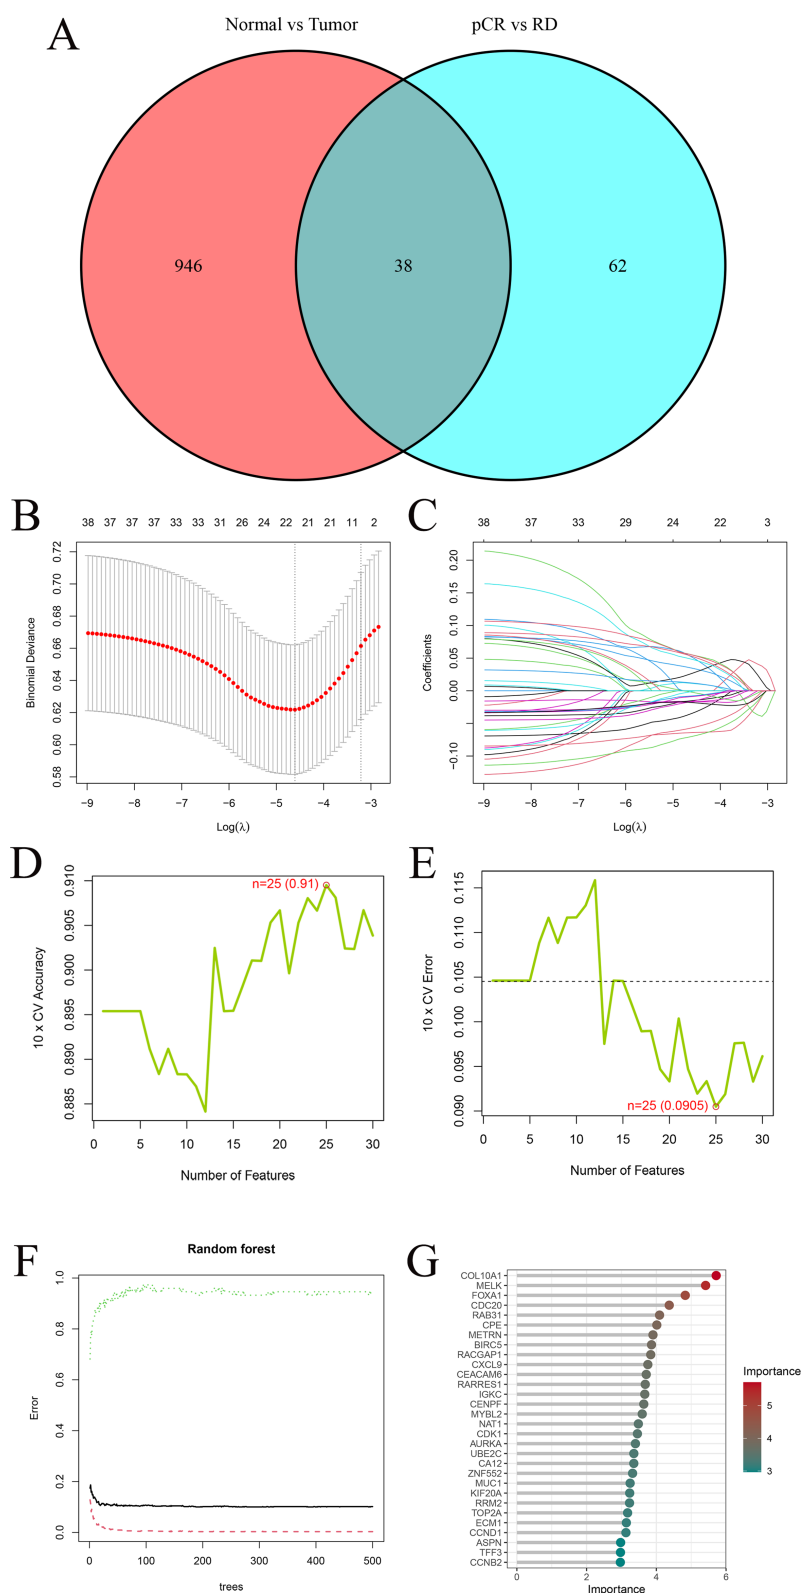 A
Normal vs Tumor
pCR vs RD
946
38
62
B
38 37 37 37 33 33 31 26 24 22 21 21 11 2
Binomial Deviance
0.72
0.70
0.68
0.66
0.64
0.62
0.60
0.58
−9 −8 −7 −6 −5 −4 −3
Log(λ)
C
38 37 33 29 24 22 3
Coefficients
0.20
0.15
0.10
0.05
0.00
−0.10
−9 −8 −7 −6 −5 −4 −3
Log(λ)
D
n=25 (0.91)
10 x CV Accuracy
0.910
0.905
0.900
0.895
0.890
0.885
0 5 10 15 20 25 30
Number of Features
E
10 x CV Error
0.115
0.110
0.105
0.100
0.095
0.090
n=25 (0.0905)
0 5 10 15 20 25 30
Number of Features
F
Random forest
Error
1.0
0.8
0.6
0.4
0.2
0.0
0 100 200 300 400 500
trees
G
COL10A1
MELK
FOXA1
CDC20
RAB31
CPE
METRN
BIRC5
RACGAP1
CXCL9
CEACAM6
RARRES1
IGKC
CENPF
MYBL2
NAT1
CDK1
AURKA
UBE2C
CA12
ZNF552
MUC1
KIF20A
RRM2
TOP2A
ECM1
CCND1
ASPN
TFF3
CCNB2
0 2 4 6
Importance
Importance
5
4
3